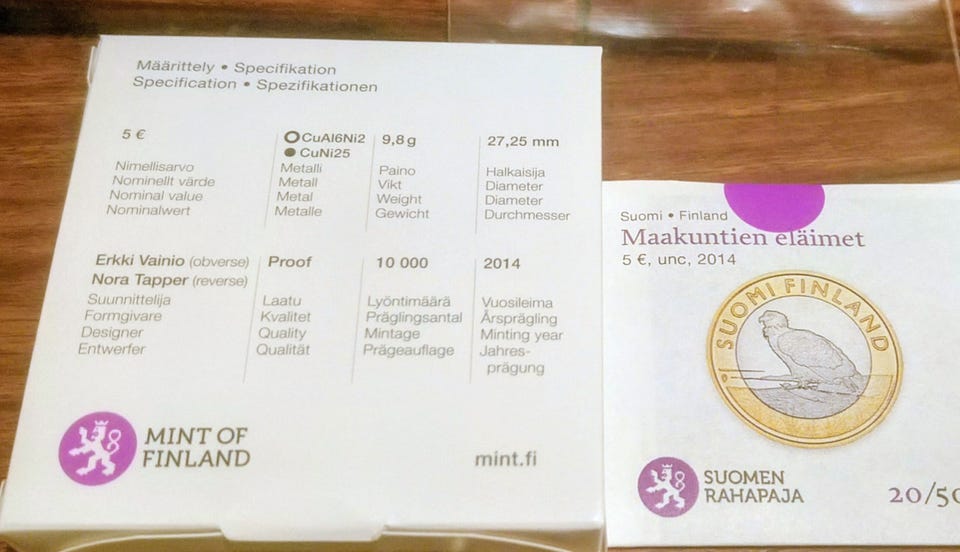 Määrittely • Specifikation
Specification • Spezifikationen
5 €
Nimellisarvo
Nominellt värde
Nominal value
Nominalwert
CuAl6Ni2
CuNi25
Metalli
Metall
Metal
Metalle
9,8 g
Paino
Vikt
Weight
Gewicht
27,25 mm
Halkaisija
Diameter
Diameter
Durchmesser
Erkki Vainio (obverse)
Nora Tapper (reverse)
Suunnittelija
Formgivare
Designer
Entwerfer
Proof
Laatu
Kvalitet
Quality
Qualität
10 000
Lyöntimäärä
Präglingsantal
Mintage
Prägeauflage
2014
Vuosileima
Årsprägling
Minting year
Jahres-
prägung
MINT OF
FINLAND
mint.fi
Suomi • Finland
Maakuntien eläimet
5 €, unc, 2014
SUOMI FINLAND
SUOMEN
RAHAPAJA
20/50